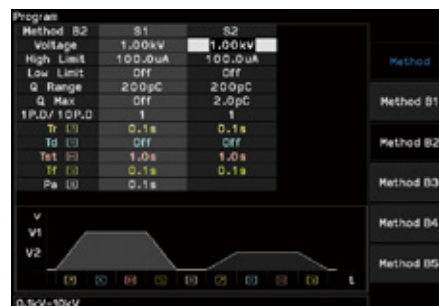 Program
Method B2 S1 S2
Voltage 1.00kV 1.00kV
High Limit 100.0uA 100.0uA
Low Limit Off Off
Q Range 200pC 200pC
Q Max Off 2.0pC
1P.D/10P.D 1 1
Tr 0.1s 0.1s
Td Off Off
Tst 1.0s 1.0s
Tf 0.1s 0.1s
Pa 0.1s
Method
Method B1
Method B2
Method B3
Method B4
Method B5
V
V1
V2
t
0.1kV-10kV